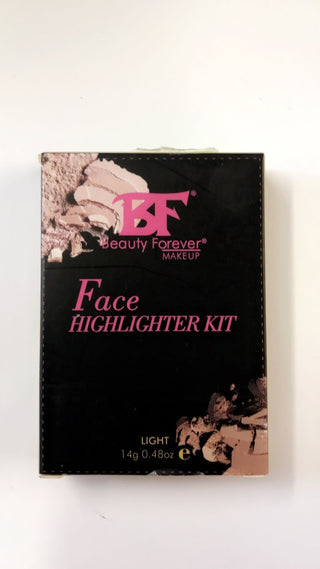 BF®
Beauty Forever®
MAKEUP
Face
HIGHLIGHTER KIT
LIGHT
14g 0.48oz e